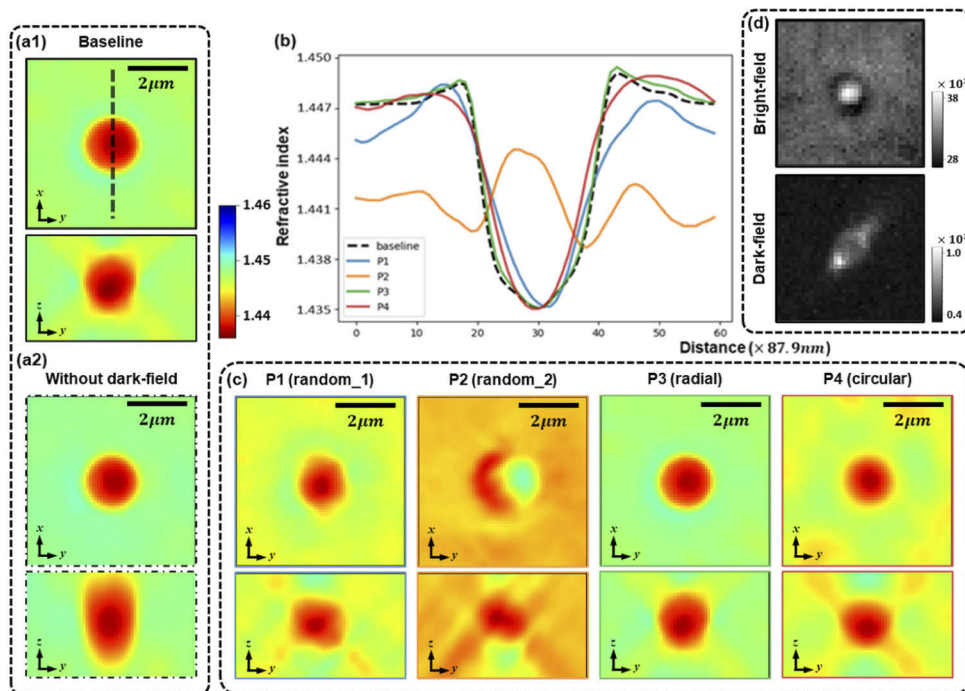 (a1)
Baseline
2μm
x
y
z
y
1.46
1.45
1.44
(a2)
Without dark-field
2μm
x
y
z
y
(b)
Refractive index
1.450
1.447
1.444
1.441
1.438
1.435
baseline
P1
P2
P3
P4
0
10
20
30
40
50
60
Distance (× 87.9nm)
(c)
P1 (random_1)
P2 (random_2)
P3 (radial)
P4 (circular)
2μm
2μm
2μm
2μm
x
y
x
y
x
y
x
y
z
y
z
y
z
y
z
y
(d)
Bright-field
38
28
Dark-field
1.0
0.4